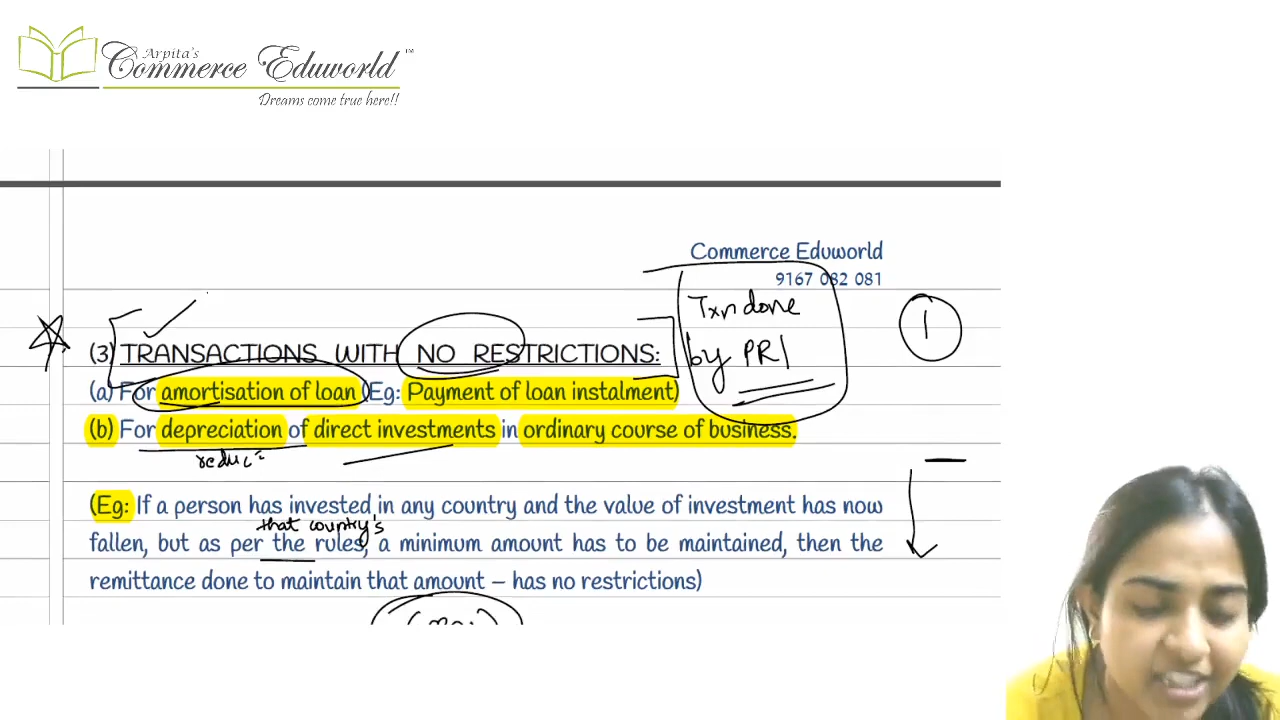 Arpita's
Commerce Eduworld™
Dreams come true here!!
Commerce Eduworld
9167 082 081
Txn done
by PRI
1
(3) TRANSACTIONS WITH NO RESTRICTIONS:
(a) For amortisation of loan (Eg: Payment of loan instalment)
(b) For depreciation of direct investments in ordinary course of business.
(Eg: If a person has invested in any country and the value of investment has now
that country's
fallen, but as per the rules, a minimum amount has to be maintained, then the
remittance done to maintain that amount – has no restrictions)